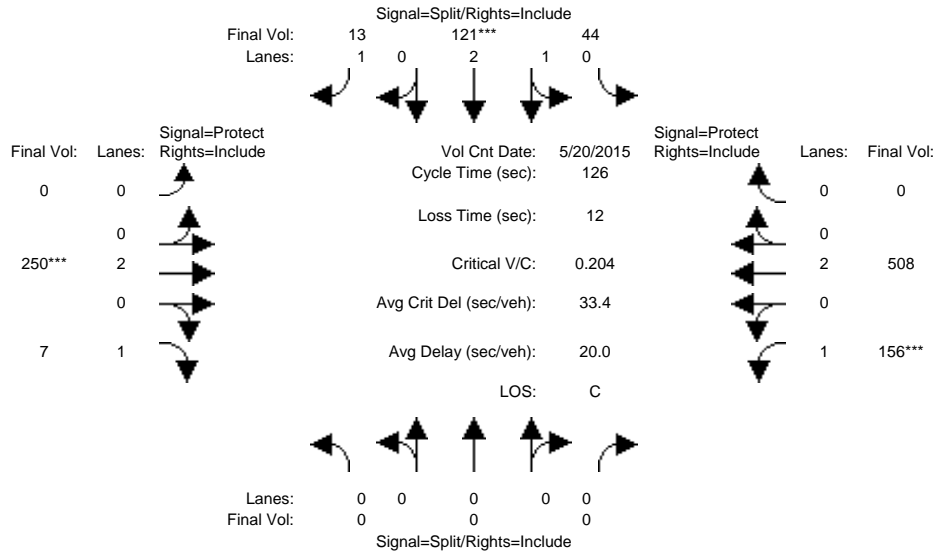 Signal=Split/Rights=Include
Final Vol: 13 121*** 44
Lanes: 1 0 2 1 0
Signal=Protect Signal=Protect
Final Vol: Lanes: Rights=Include Vol Cnt Date: 5/20/2015 Rights=Include Lanes: Final Vol:
Cycle Time (sec): 126
0 0 0 0
Loss Time (sec): 12
0 0
250*** 2 Critical V/C: 0.204 2 508
0 Avg Crit Del (sec/veh): 33.4 0
7 1 Avg Delay (sec/veh): 20.0 1 156***
LOS: C
Lanes: 0 0 0 0 0
Final Vol: 0 0 0
Signal=Split/Rights=Include